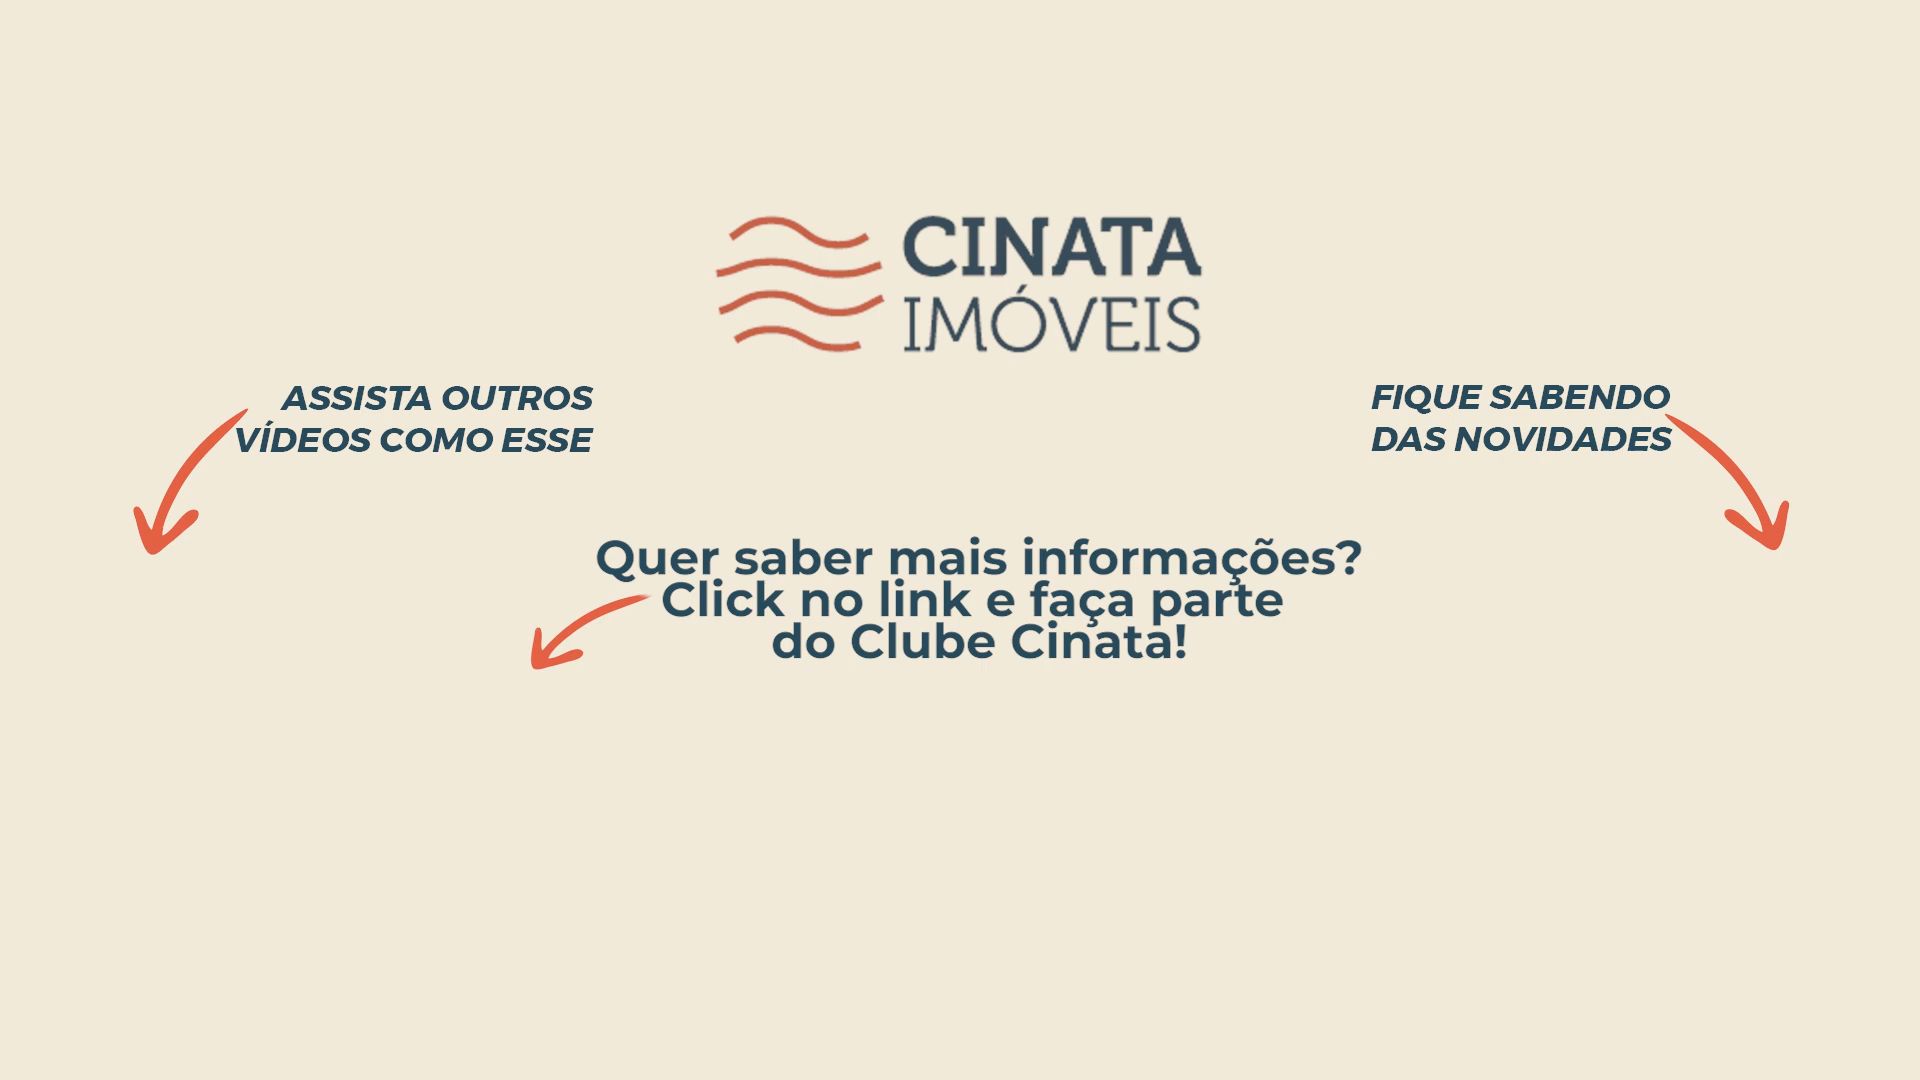 CINATA
IMÓVEIS
ASSISTA OUTROS
VÍDEOS COMO ESSE
FIQUE SABENDO
DAS NOVIDADES
Quer saber mais informações?
Click no link e faça parte
do Clube Cinata!